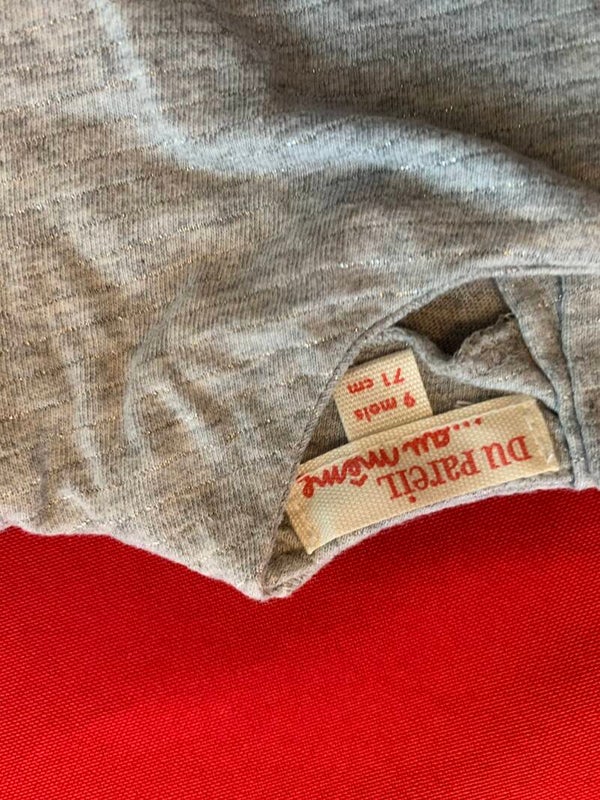 DU PareiL
...au même
9 mois
71 cm